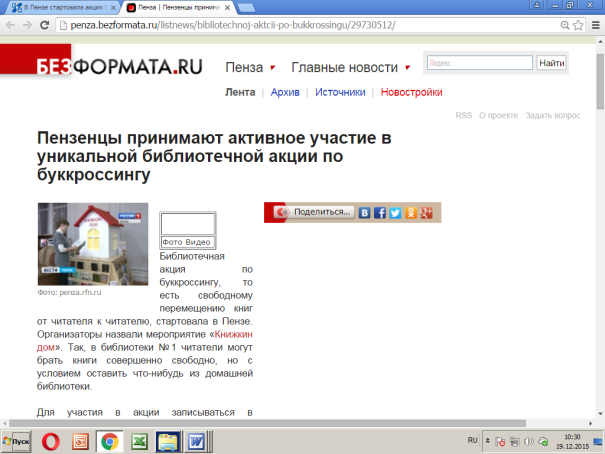 В Пензе стартовала акция
Пенза | Пензенцы приним
penza.bezformata.ru/listnews/bibliotechnoj-aktcii-po-bukkrossingu/29730512/
БЕЗФОРМАТА.RU
Пенза Главные новости
Яндекс Найти
Лента | Архив | Источники | Новостройки
RSS О проекте Задать вопрос
Пензенцы принимают активное участие в
уникальной библиотечной акции по
буккроссингу
Поделиться...
Фото Видео
Фото: penza.rfn.ru
Библиотечная
акция по
буккроссингу, то
есть свободному
перемещению книг
от читателя к читателю, стартовала в Пензе.
Организаторы назвали мероприятие «Книжкин
дом». Так, в библиотеки №1 читатели могут
брать книги совершенно свободно, но с
условием оставить что-нибудь из домашней
библиотеки.
Для участия в акции записываться в
Пуск
RU
10:30
19.12.2015